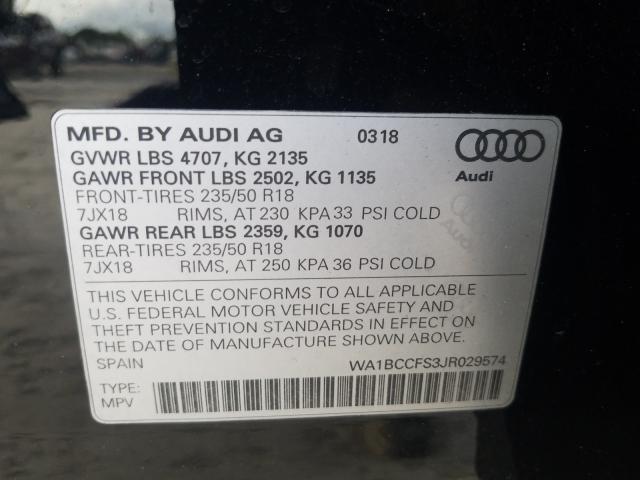 MFD. BY AUDI AG 0318
GVWR LBS 4707, KG 2135
GAWR FRONT LBS 2502, KG 1135
Audi
FRONT-TIRES 235/50 R18
7JX18 RIMS, AT 230 KPA 33 PSI COLD
GAWR REAR LBS 2359, KG 1070
REAR-TIRES 235/50 R18
7JX18 RIMS, AT 250 KPA 36 PSI COLD
Audi
THIS VEHICLE CONFORMS TO ALL APPLICABLE
U.S. FEDERAL MOTOR VEHICLE SAFETY AND
THEFT PREVENTION STANDARDS IN EFFECT ON
THE DATE OF MANUFACTURE SHOWN ABOVE.
SPAIN WA1BCCFS3JR029574
TYPE:
MPV